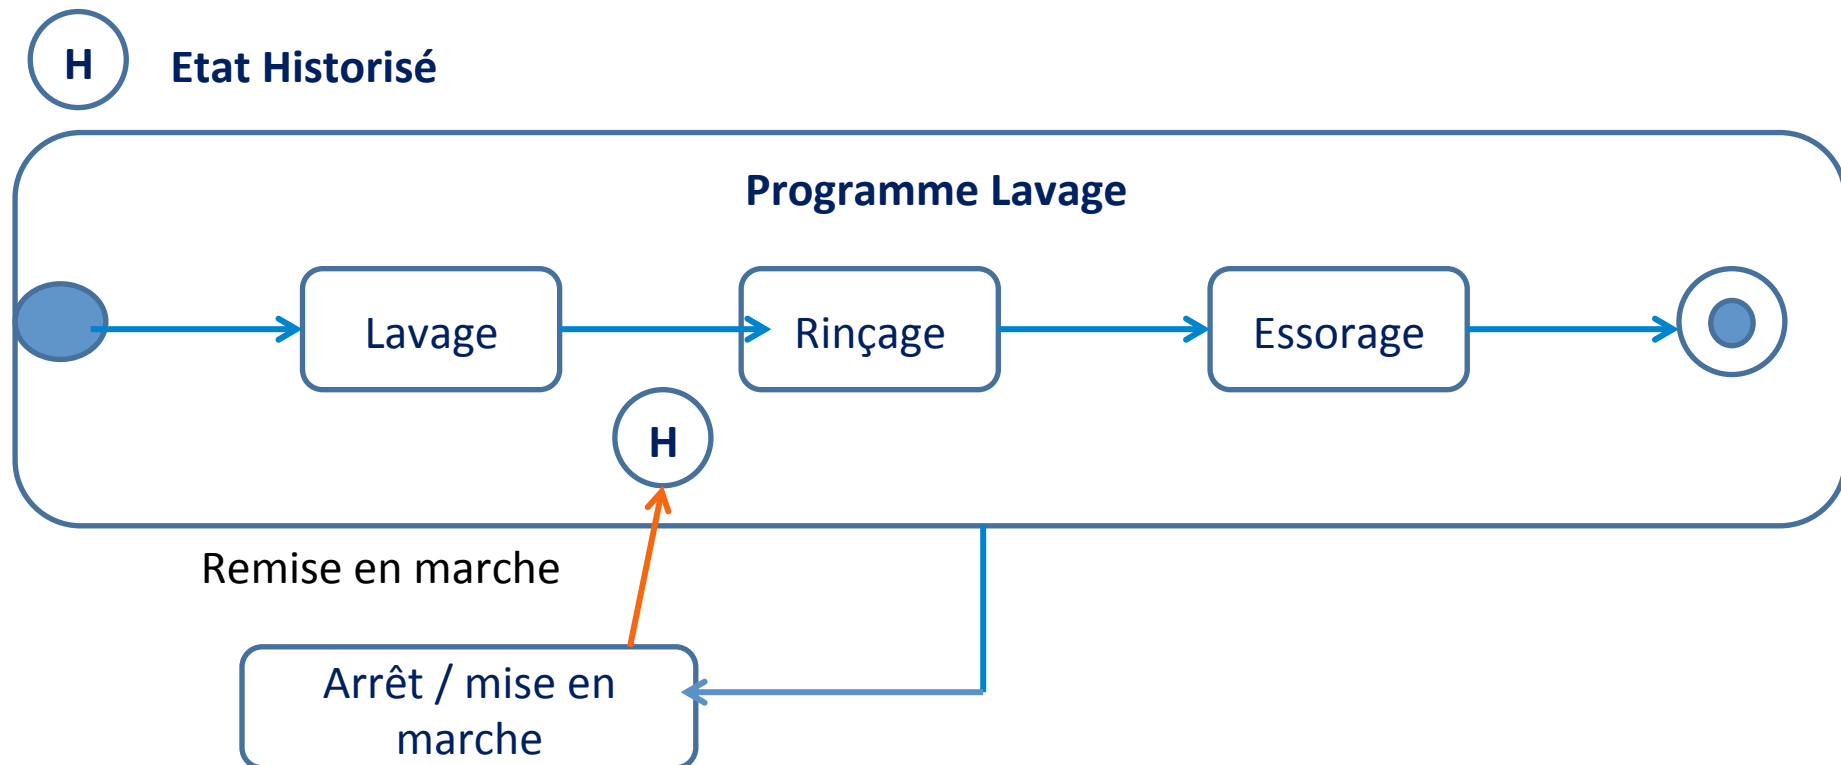 H
Etat Historisé
Programme Lavage
Lavage
Rinçage
Essorage
H
Remise en marche
Arrêt / mise en
marche